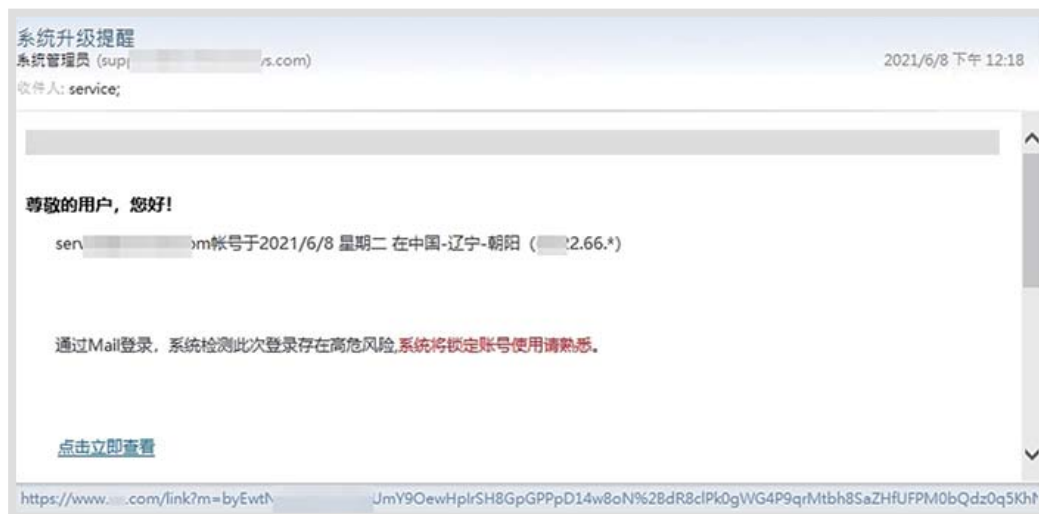 系统升级提醒
系统管理员 (sup s.com)
2021/6/8 下午 12:18
收件人: service;
尊敬的用户，您好!
ser m帐号于2021/6/8 星期二 在中国-辽宁-朝阳 ( 2.66.*)
通过Mail登录，系统检测此次登录存在高危风险,系统将锁定账号使用请熟悉。
点击立即查看
https://www. .com/link?m=byEwtN UmY9OewHplrSH8GpGPPpD14w8oN%2BdR8clPk0gWG4P9qrMtbh8SaZHfUFPM0bQdz0q5Kh